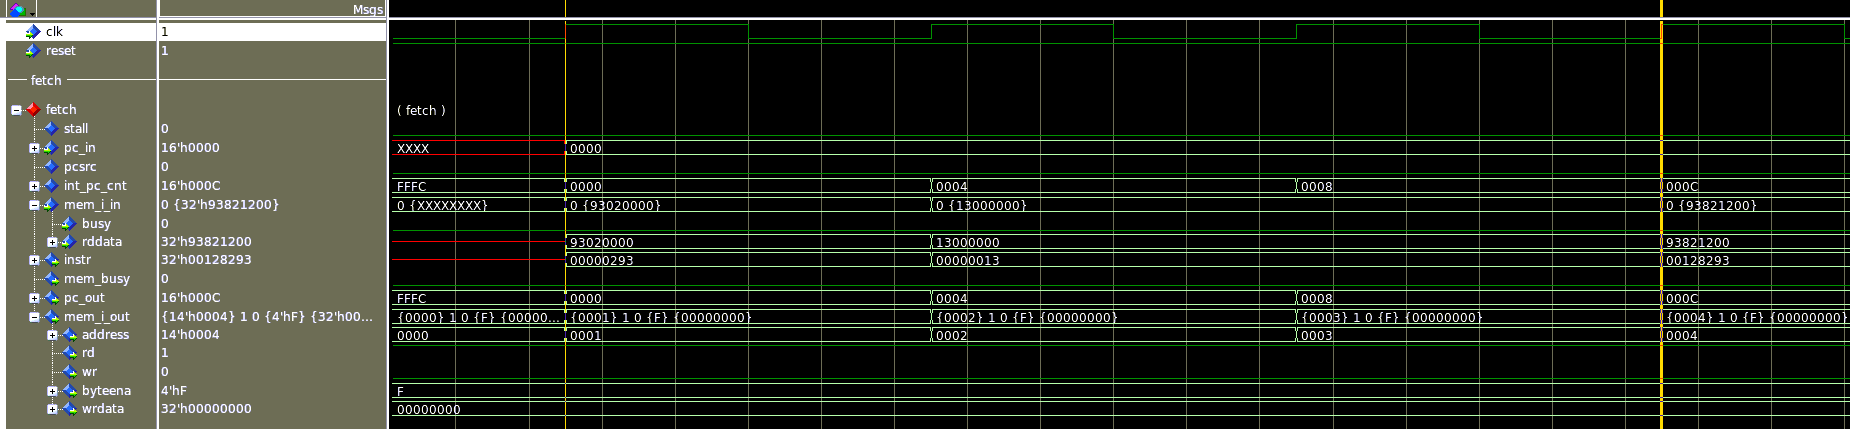 Msgs
clk 1
reset 1
fetch
fetch ( fetch )
stall 0
pc_in 16'h0000 XXXX 0000
pcsrc 0
int_pc_cnt 16'h000C FFFC 0000 0004 0008 000C
mem_i_in 0 {32'h93821200} 0 {XXXXXXXX} 0 {93020000} 0 {13000000} 0 {93821200}
busy 0
rddata 32'h93821200 93020000 13000000 93821200
instr 32'h00128293 00000293 00000013 00128293
mem_busy 0
pc_out 16'h000C FFFC 0000 0004 0008 000C
mem_i_out {14'h0004} 1 0 {4'hF} {32'h00... {0000} 1 0 {F} {00000... {0001} 1 0 {F} {00000000} {0002} 1 0 {F} {00000000} {0003} 1 0 {F} {00000000} {0004} 1 0 {F} {00000000}
address 14'h0004 0000 0001 0002 0003 0004
rd 1
wr 0
byteena 4'hF F
wrdata 32'h00000000 00000000